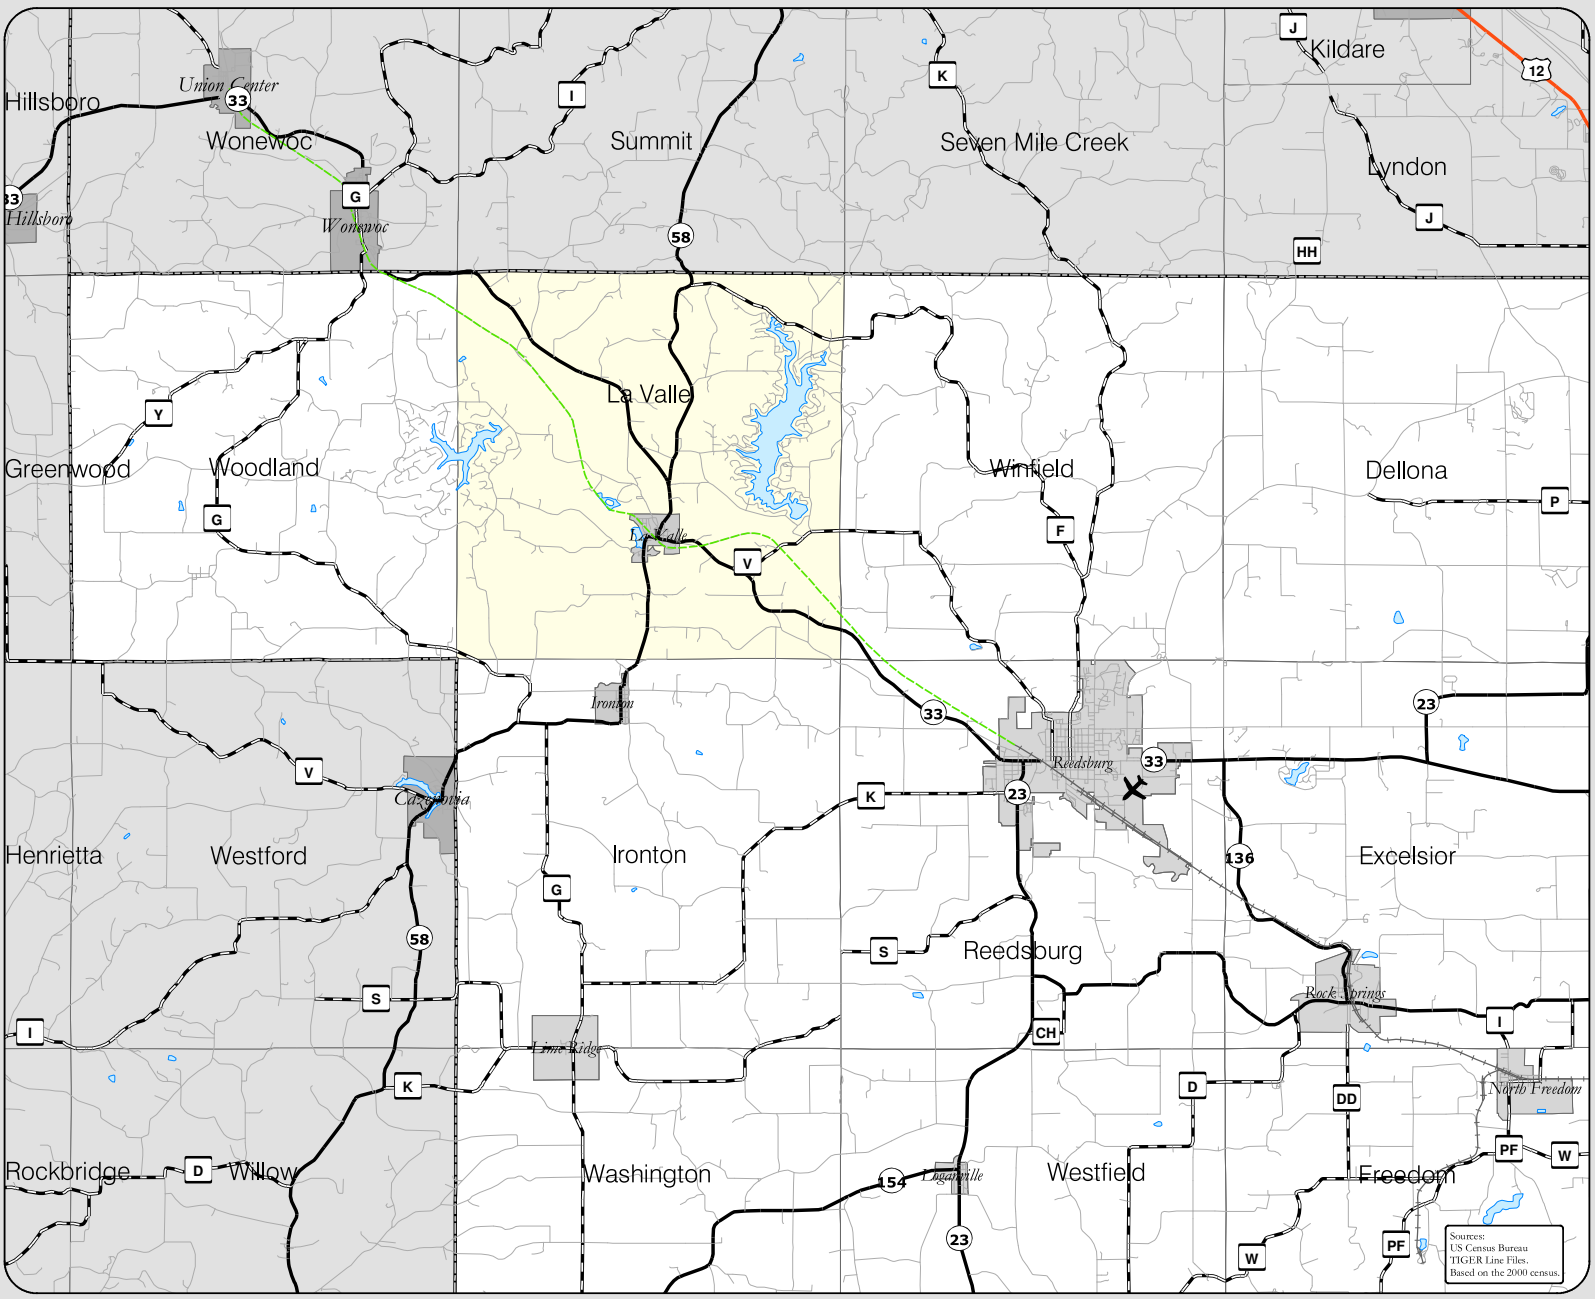 J
Kildare
12
K
Union Center
33
I
Hillsboro
Wonewoc
Summit
Seven Mile Creek
Lyndon
33
G
Hillsboro
Wonewoc
J
58
HH
La Valle
Y
Greenwood
Woodland
Winfield
Dellona
P
G
F
La Valle
V
Ironton
33
23
V
Reedsburg
33
Cazenovia
K
23
Henrietta
Westford
Ironton
136
Excelsior
G
58
S
Reedsburg
S
Rock Springs
I
CH
I
Lime Ridge
K
D
DD
North Freedom
PF
W
Rockbridge
D
Willow
Washington
154
Loganville
Westfield
Freedom
23
PF
W
Sources:
US Census Bureau
TIGER Line Files.
Based on the 2000 census.